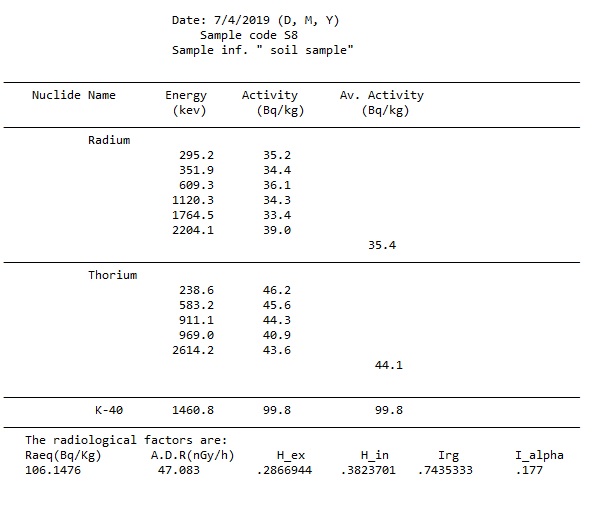 Date: 7/4/2019 (D, M, Y)
Sample code S8
Sample inf. " soil sample"
Nuclide Name Energy Activity Av. Activity
(kev) (Bq/kg) (Bq/kg)
Radium
295.2 35.2
351.9 34.4
609.3 36.1
1120.3 34.3
1764.5 33.4
2204.1 39.0
35.4
Thorium
238.6 46.2
583.2 45.6
911.1 44.3
969.0 40.9
2614.2 43.6
44.1
K-40 1460.8 99.8 99.8
The radiological factors are:
Raeq(Bq/Kg) A.D.R(nGy/h) H_ex H_in Irg I_alpha
106.1476 47.083 .2866944 .3823701 .7435333 .177